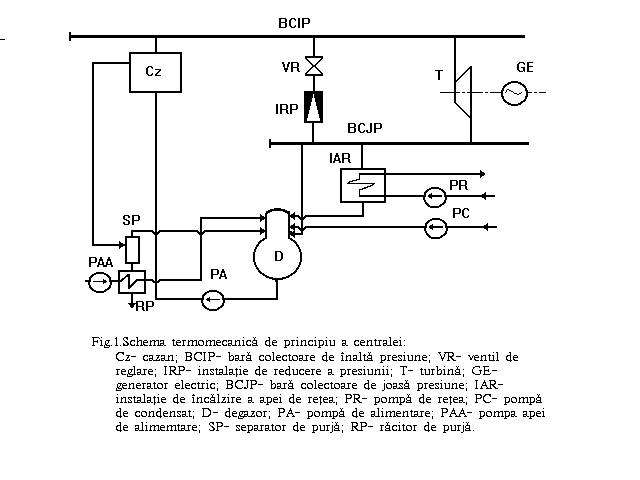 BCIP
Cz
VR
T
GE
IRP
BCJP
IAR
PR
SP
PC
D
PAA
PA
RP
Fig.1.Schema termomecanică de principiu a centralei:
Cz- cazan; BCIP- bară colectoare de înaltă presiune; VR- ventil de
reglare; IRP- instalație de reducere a presiunii; T- turbină; GE-
generator electric; BCJP- bară colectoare de joasă presiune; IAR-
instalație de încălzire a apei de rețea; PR- pompă de rețea; PC- pompă
de condensat; D- degazor; PA- pompă de alimentare; PAA- pompa apei
de alimemtare; SP- separator de purjă; RP- răcitor de purjă.